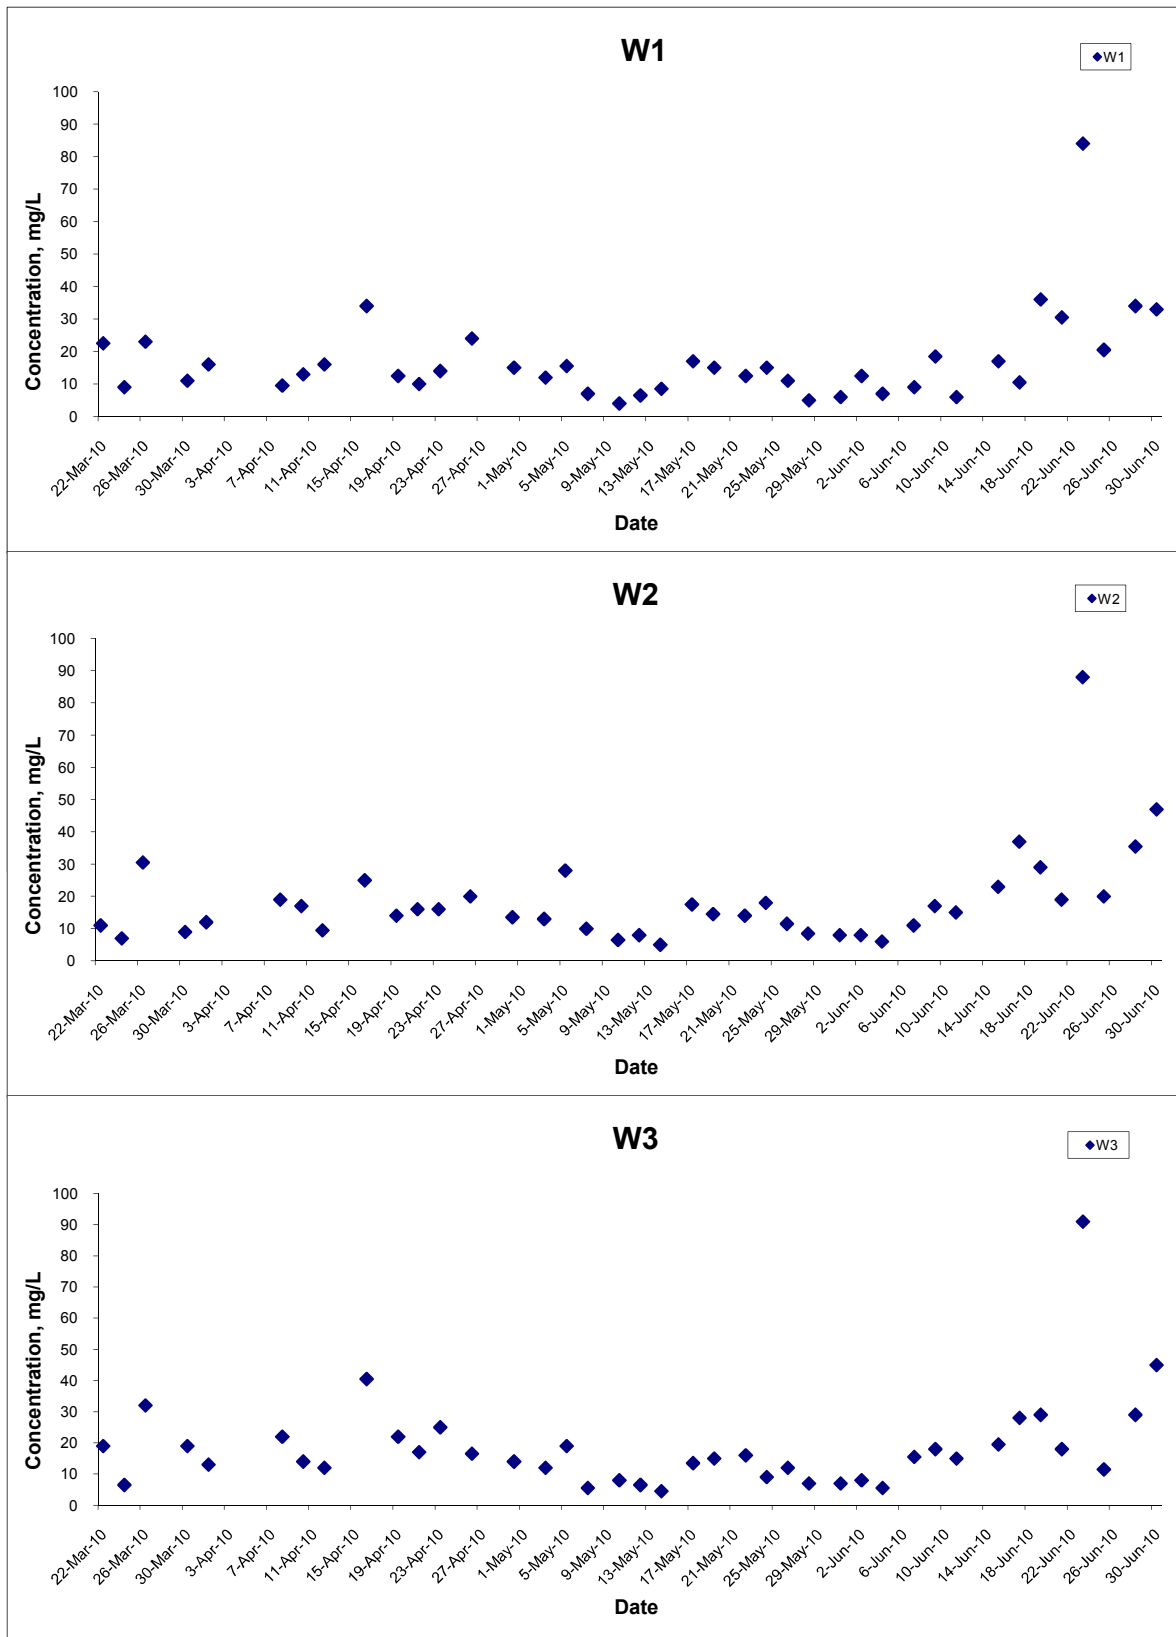 W1
W1
100
90
80
70
60
50
40
30
20
10
0
Concentration, mg/L
22-Mar-10 26-Mar-10 30-Mar-10 3-Apr-10 7-Apr-10 11-Apr-10 15-Apr-10 19-Apr-10 23-Apr-10 27-Apr-10 1-May-10 5-May-10 9-May-10 13-May-10 17-May-10 21-May-10 25-May-10 29-May-10 2-Jun-10 6-Jun-10 10-Jun-10 14-Jun-10 18-Jun-10 22-Jun-10 26-Jun-10 30-Jun-10
Date
W2
W2
100
90
80
70
60
50
40
30
20
10
0
Concentration, mg/L
22-Mar-10 26-Mar-10 30-Mar-10 3-Apr-10 7-Apr-10 11-Apr-10 15-Apr-10 19-Apr-10 23-Apr-10 27-Apr-10 1-May-10 5-May-10 9-May-10 13-May-10 17-May-10 21-May-10 25-May-10 29-May-10 2-Jun-10 6-Jun-10 10-Jun-10 14-Jun-10 18-Jun-10 22-Jun-10 26-Jun-10 30-Jun-10
Date
W3
W3
100
90
80
70
60
50
40
30
20
10
0
Concentration, mg/L
22-Mar-10 26-Mar-10 30-Mar-10 3-Apr-10 7-Apr-10 11-Apr-10 15-Apr-10 19-Apr-10 23-Apr-10 27-Apr-10 1-May-10 5-May-10 9-May-10 13-May-10 17-May-10 21-May-10 25-May-10 29-May-10 2-Jun-10 6-Jun-10 10-Jun-10 14-Jun-10 18-Jun-10 22-Jun-10 26-Jun-10 30-Jun-10
Date